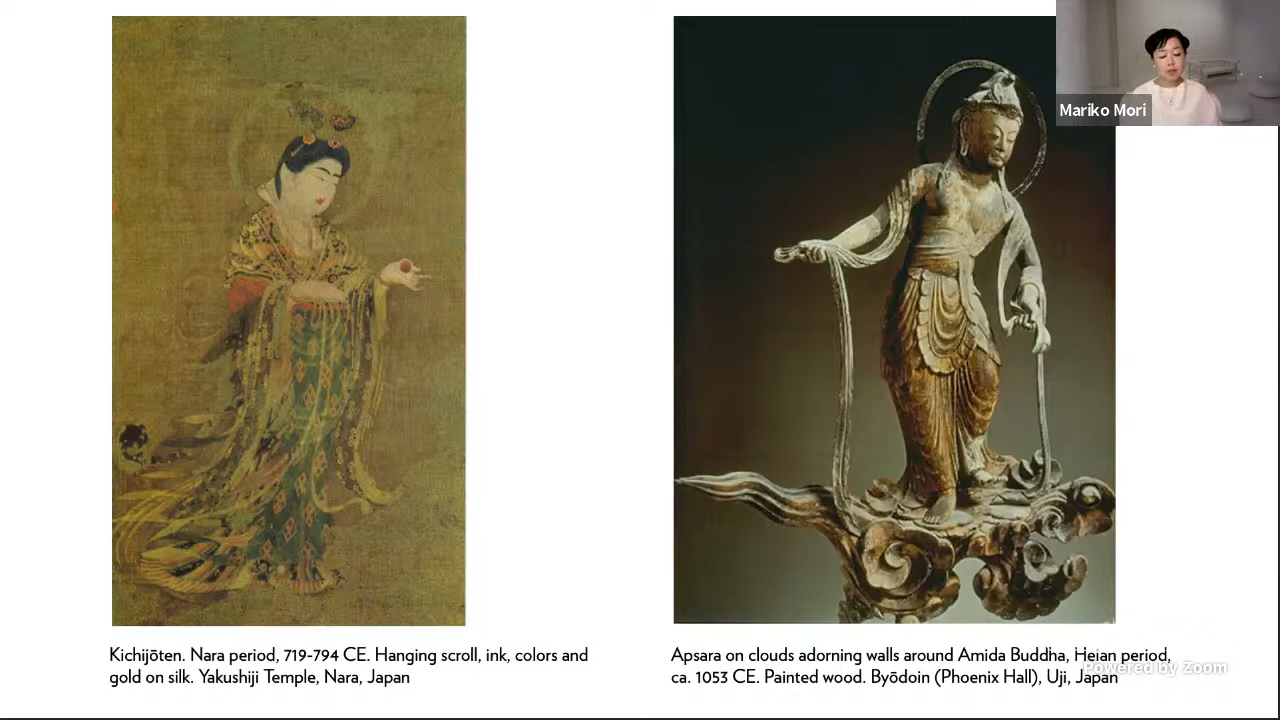 Mariko Mori
Kichijōten. Nara period, 719-794 CE. Hanging scroll, ink, colors and
gold on silk. Yakushiji Temple, Nara, Japan
Apsara on clouds adorning walls around Amida Buddha, Heian period,
ca. 1053 CE. Painted wood. Byōdoin (Phoenix Hall), Uji, Japan
Powered by Zoom